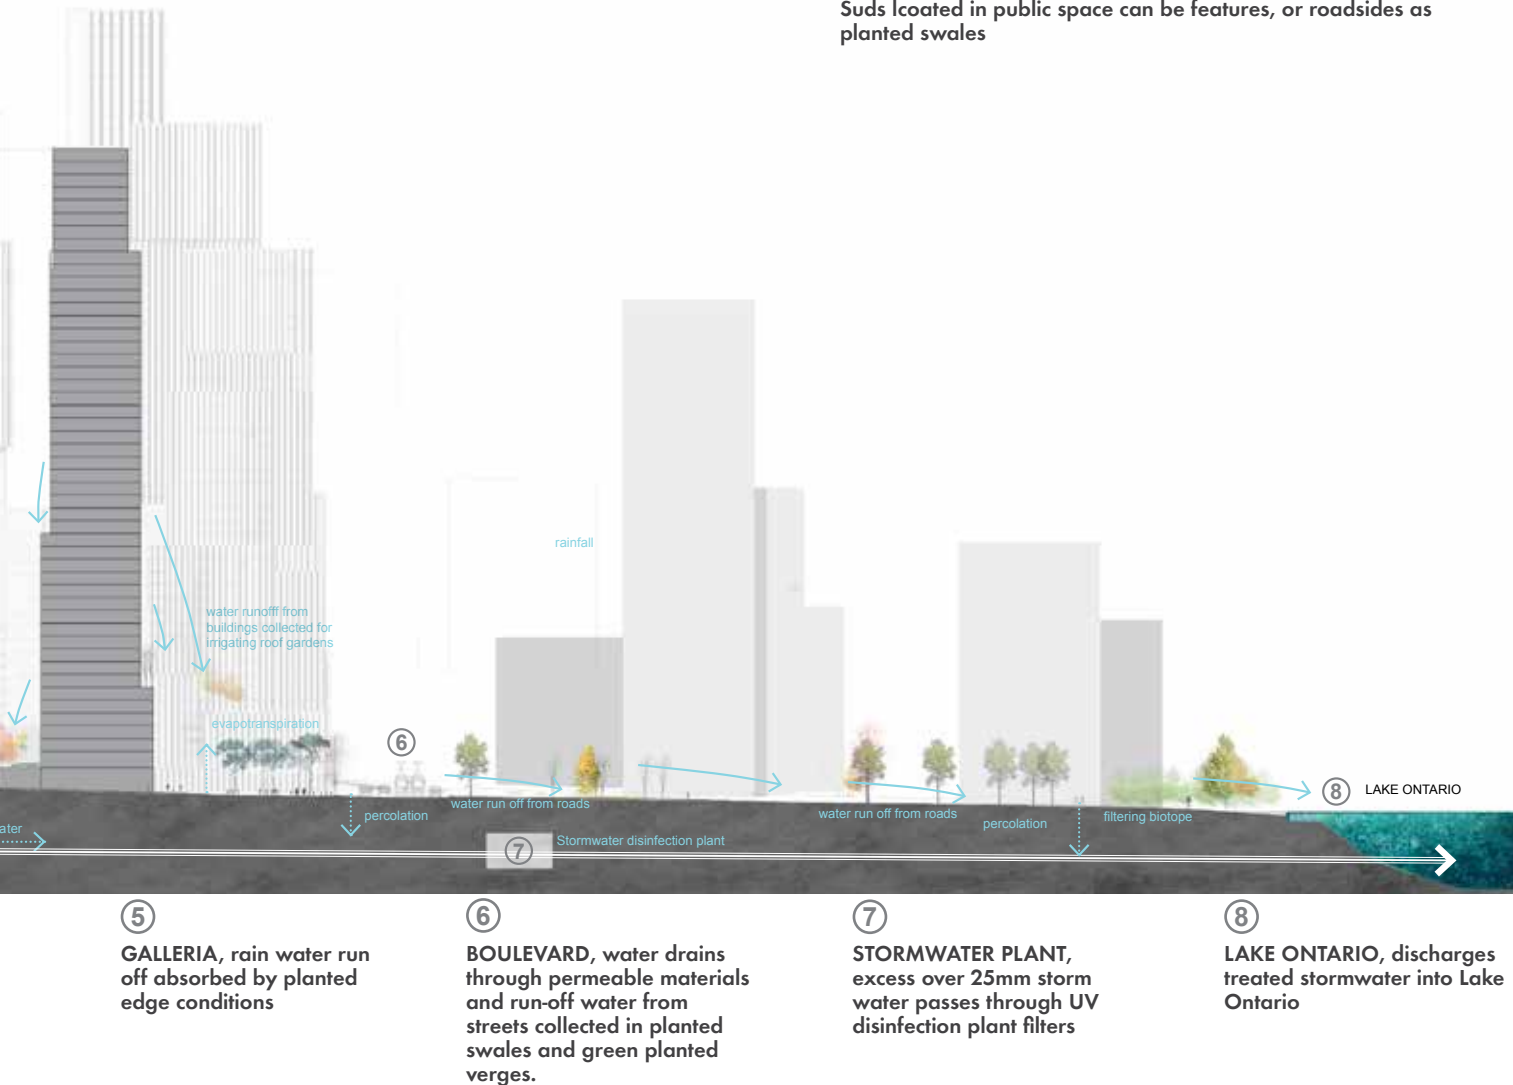 Suds lcoated in public space can be features, or roadsides as
planted swales
rainfall
water runofff from
buildings collected for
irrigating roof gardens
evapotranspiration
6
water run off from roads
percolation
ater
7
Stormwater disinfection plant
water run off from roads
percolation
filtering biotope
8
LAKE ONTARIO
5
GALLERIA, rain water run
off absorbed by planted
edge conditions
6
BOULEVARD, water drains
through permeable materials
and run-off water from
streets collected in planted
swales and green planted
verges.
7
STORMWATER PLANT,
excess over 25mm storm
water passes through UV
disinfection plant filters
8
LAKE ONTARIO, discharges
treated stormwater into Lake
Ontario